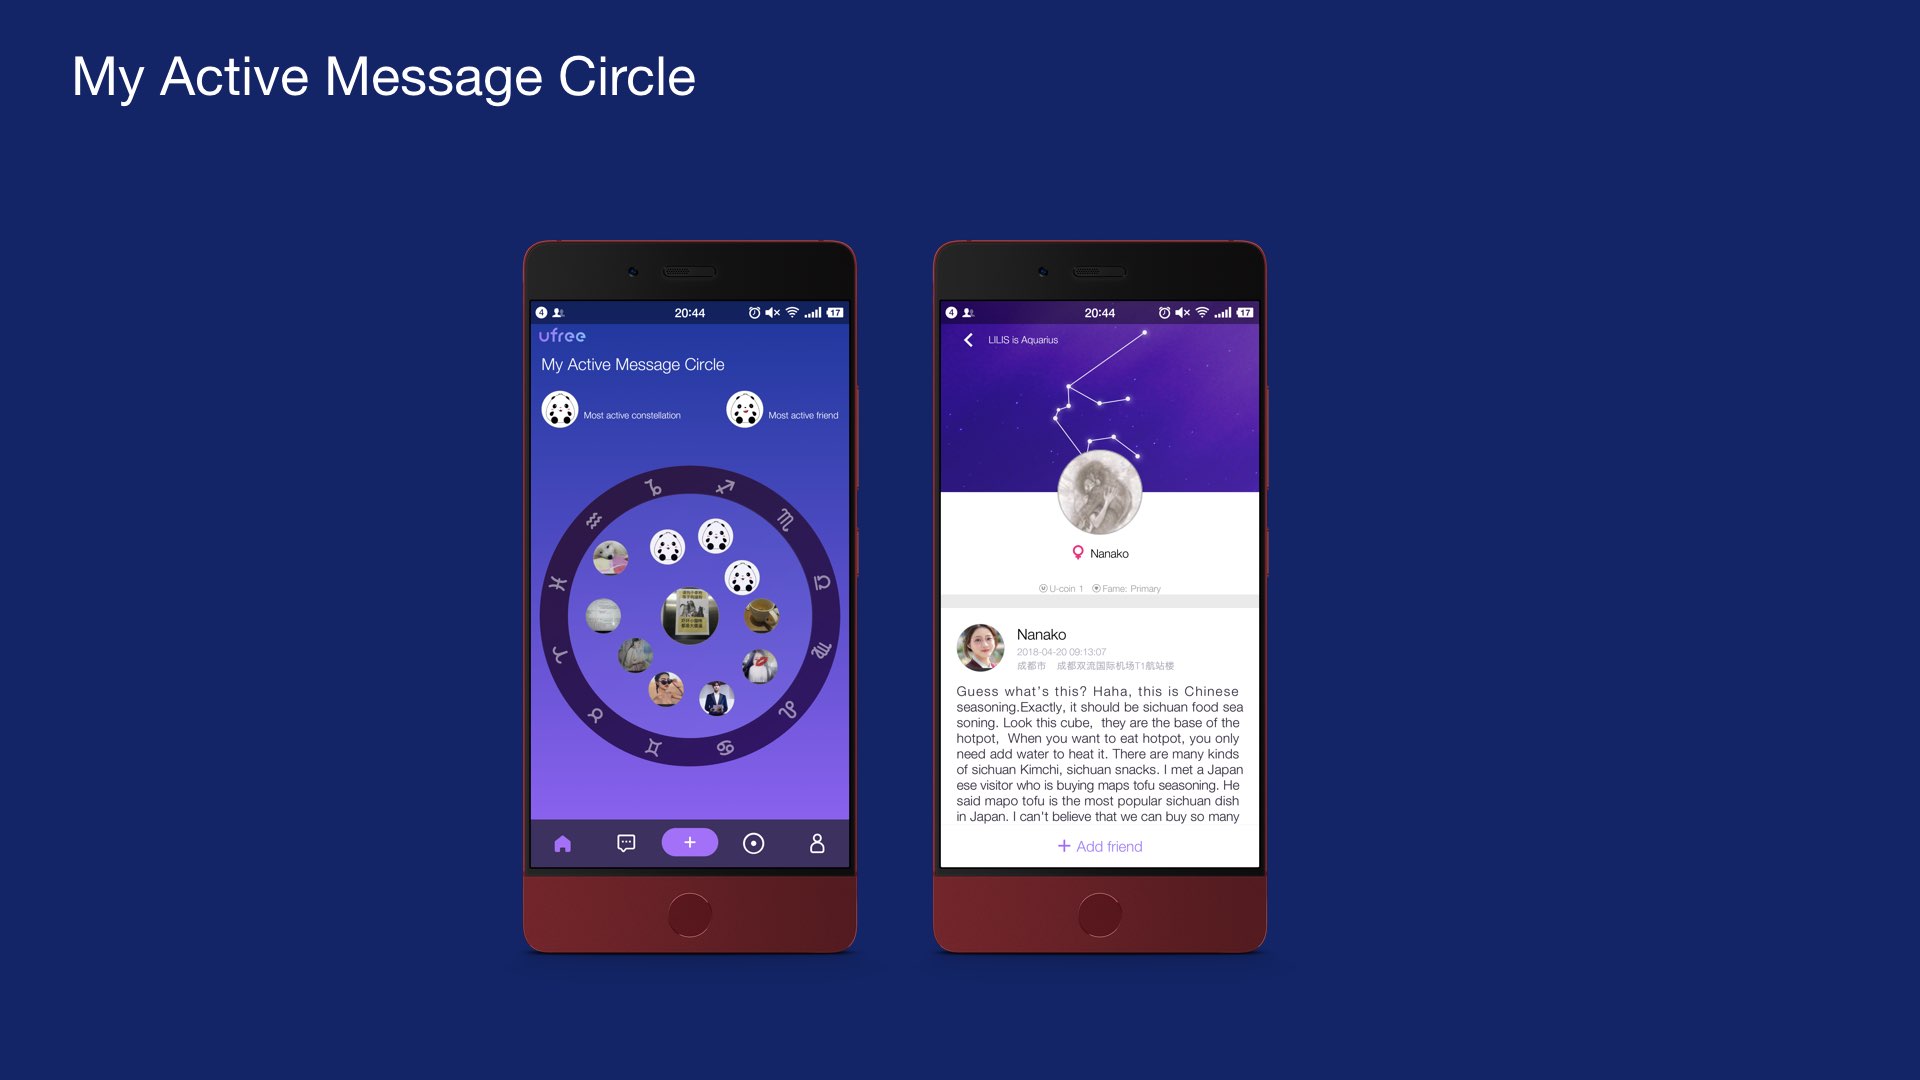 My Active Message Circle
4 20:44 17
ufree
My Active Message Circle
Most active constellation Most active friend
4 20:44 17
LILIS is Aquarius
Nanako
U-coin 1 Fame: Primary
Nanako
2018-04-20 09:13:07
成都市 成都双流国际机场T1航站楼
Guess what's this? Haha, this is Chinese
seasoning.Exactly, it should be sichuan food sea
soning. Look this cube, they are the base of the
hotpot, When you want to eat hotpot, you only
need add water to heat it. There are many kinds
of sichuan Kimchi, sichuan snacks. I met a Japan
ese visitor who is buying maps tofu seasoning. He
said mapo tofu is the most popular sichuan dish
in Japan. I can't believe that we can buy so many
+ Add friend